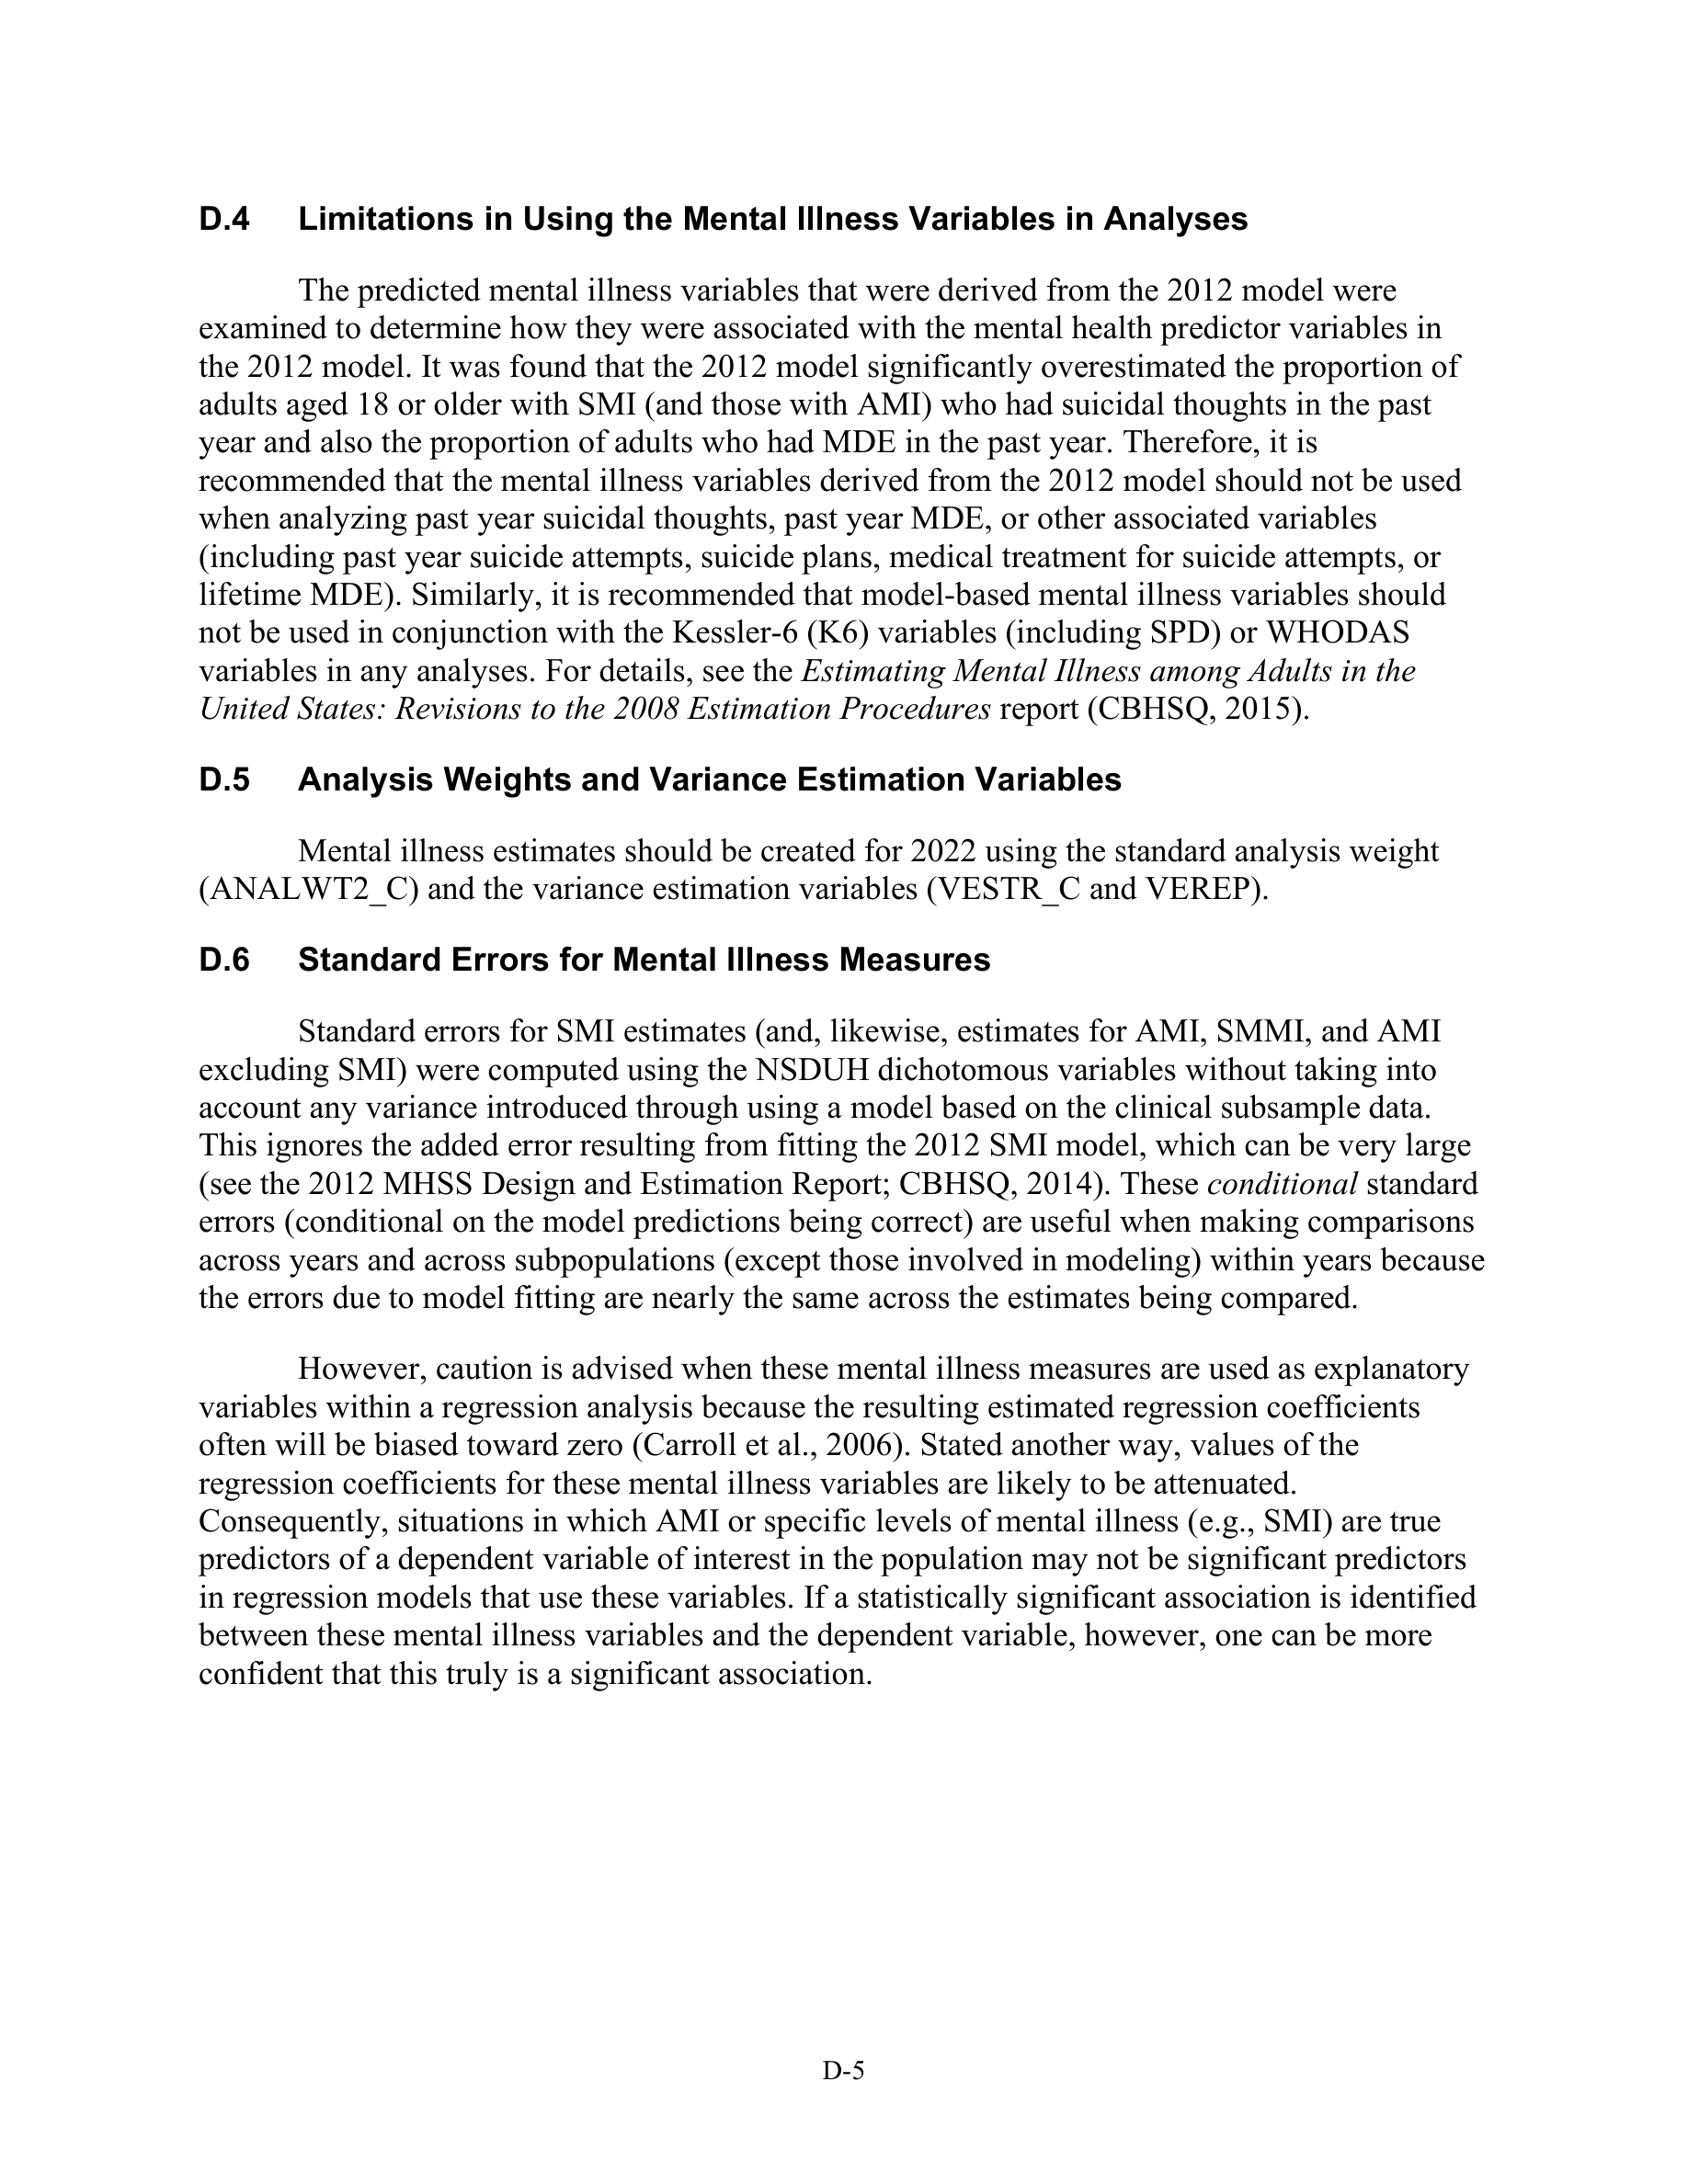 D.4 Limitations in Using the Mental Illness Variables in Analyses
The predicted mental illness variables that were derived from the 2012 model were
examined to determine how they were associated with the mental health predictor variables in
the 2012 model. It was found that the 2012 model significantly overestimated the proportion of
adults aged 18 or older with SMI (and those with AMI) who had suicidal thoughts in the past
year and also the proportion of adults who had MDE in the past year. Therefore, it is
recommended that the mental illness variables derived from the 2012 model should not be used
when analyzing past year suicidal thoughts, past year MDE, or other associated variables
(including past year suicide attempts, suicide plans, medical treatment for suicide attempts, or
lifetime MDE). Similarly, it is recommended that model-based mental illness variables should
not be used in conjunction with the Kessler-6 (K6) variables (including SPD) or WHODAS
variables in any analyses. For details, see the Estimating Mental Illness among Adults in the
United States: Revisions to the 2008 Estimation Procedures report (CBHSQ, 2015).
D.5 Analysis Weights and Variance Estimation Variables
Mental illness estimates should be created for 2022 using the standard analysis weight
(ANALWT2_C) and the variance estimation variables (VESTR_C and VEREP).
D.6 Standard Errors for Mental Illness Measures
Standard errors for SMI estimates (and, likewise, estimates for AMI, SMMI, and AMI
excluding SMI) were computed using the NSDUH dichotomous variables without taking into
account any variance introduced through using a model based on the clinical subsample data.
This ignores the added error resulting from fitting the 2012 SMI model, which can be very large
(see the 2012 MHSS Design and Estimation Report; CBHSQ, 2014). These conditional standard
errors (conditional on the model predictions being correct) are useful when making comparisons
across years and across subpopulations (except those involved in modeling) within years because
the errors due to model fitting are nearly the same across the estimates being compared.
However, caution is advised when these mental illness measures are used as explanatory
variables within a regression analysis because the resulting estimated regression coefficients
often will be biased toward zero (Carroll et al., 2006). Stated another way, values of the
regression coefficients for these mental illness variables are likely to be attenuated.
Consequently, situations in which AMI or specific levels of mental illness (e.g., SMI) are true
predictors of a dependent variable of interest in the population may not be significant predictors
in regression models that use these variables. If a statistically significant association is identified
between these mental illness variables and the dependent variable, however, one can be more
confident that this truly is a significant association.
D-5